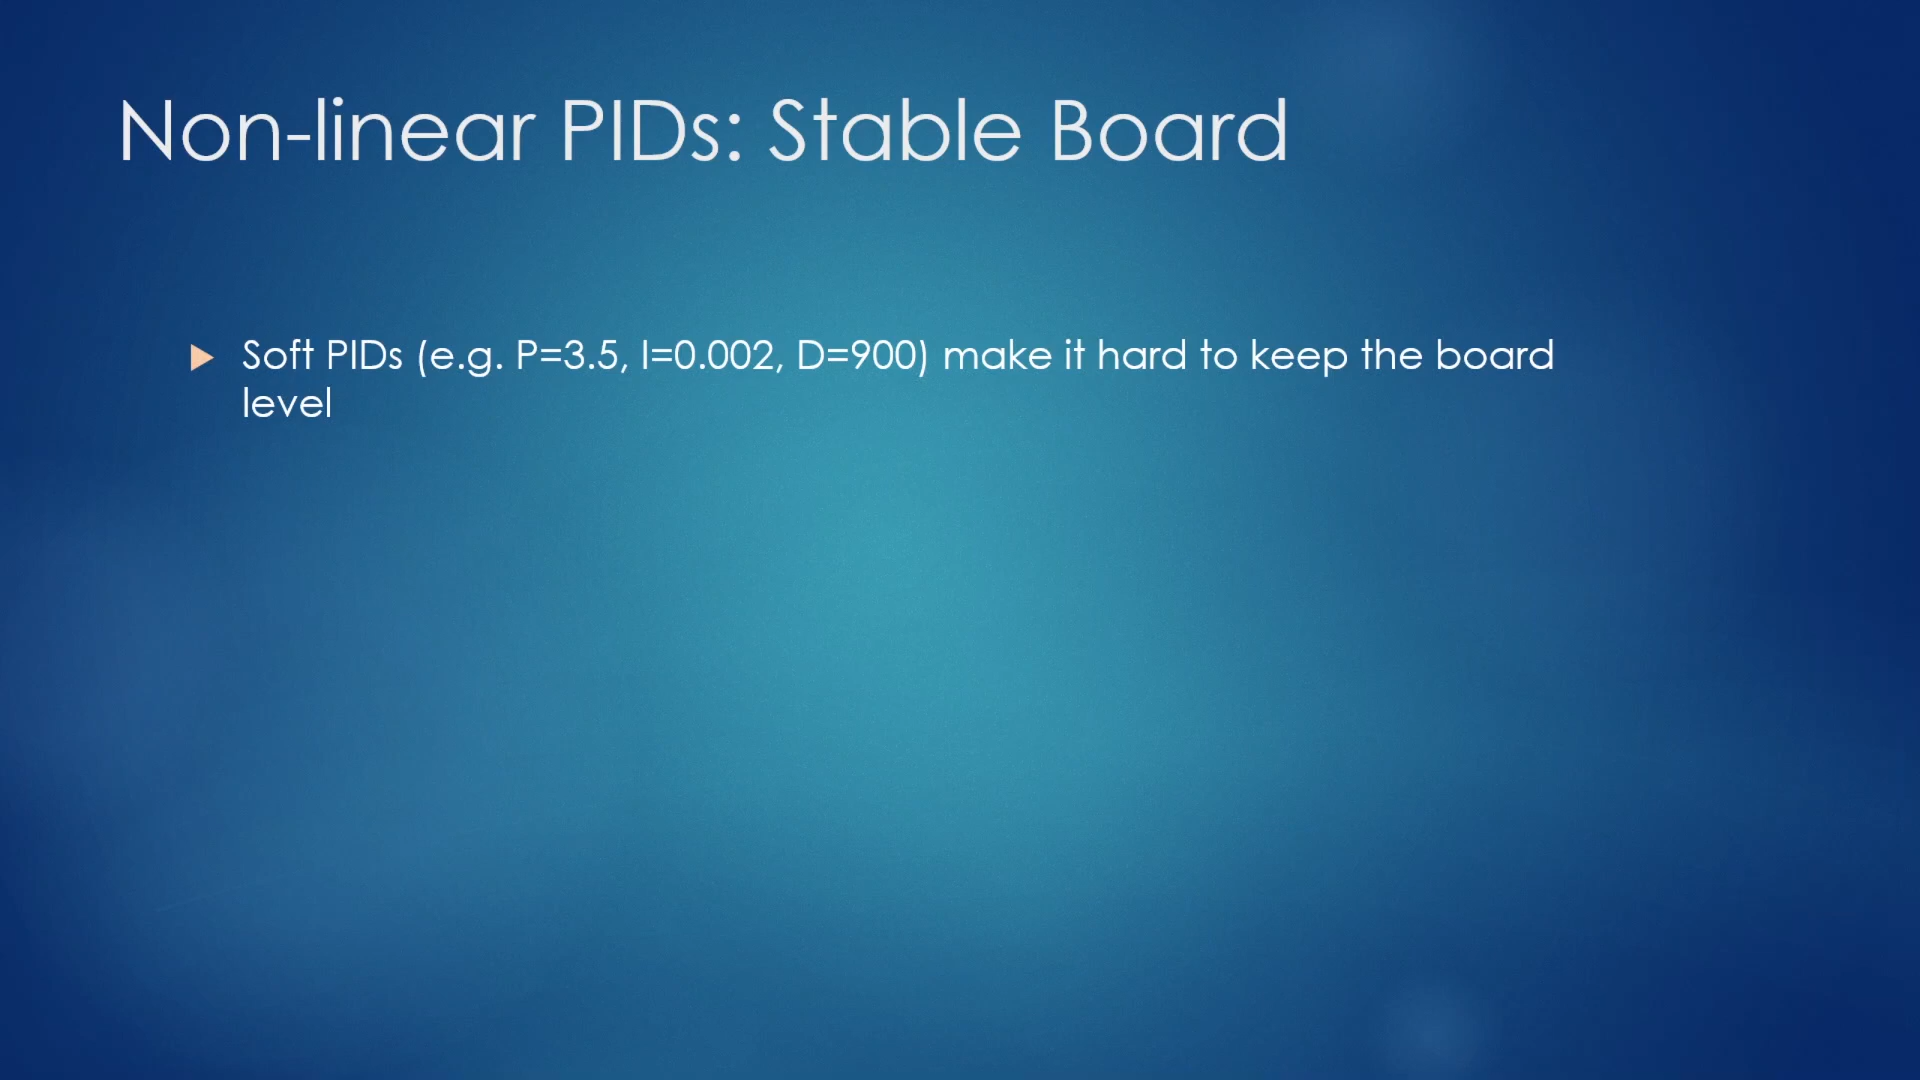 Non-linear PIDs: Stable Board
Soft PIDs (e.g. P=3.5, I=0.002, D=900) make it hard to keep the board
level